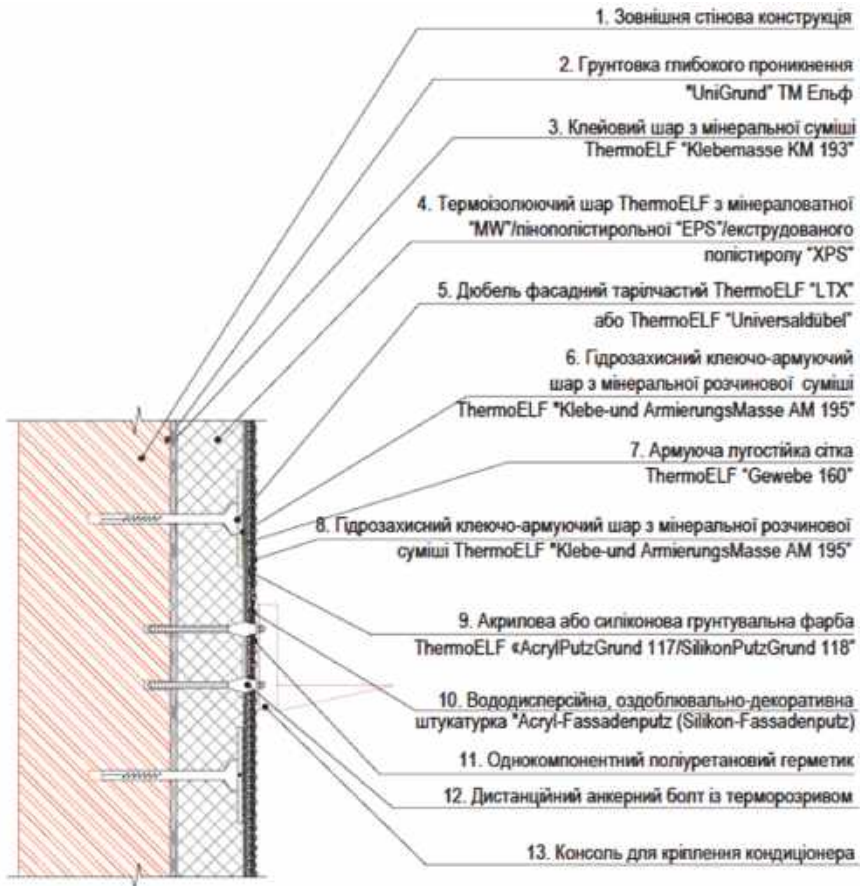 1. Зовнішня стінова конструкція
2. Грунтовка глибокого проникнення
"UniGrund" ТМ Ельф
3. Клейовий шар з мінеральної суміші
ThermoELF "Klebemasse KM 193"
4. Термоізолюючий шар ThermoELF з мінераловатної
"MW"/пінополістирольної "EPS"/екструдованого
полістиролу "XPS"
5. Дюбель фасадний тарілчастий ThermoELF "LTX"
або ThermoELF "Universaldübel"
6. Гідрозахисний клеючо-армуючий
шар з мінеральної розчинової суміші
ThermoELF "Klebe-und ArmierungsMasse AM 195"
7. Армуюча лугостійка сітка
ThermoELF "Gewebe 160"
8. Гідрозахисний клеючо-армуючий шар з мінеральної розчинової
суміші ThermoELF "Klebe-und ArmierungsMasse AM 195"
9. Акрилова або силіконова грунтувальна фарба
ThermoELF «AcrylPutzGrund 117/SilikonPutzGrund 118"
10. Вододисперсійна, оздоблювально-декоративна
штукатурка "Acryl-Fassadenputz (Silikon-Fassadenputz)
11. Однокомпонентний поліуретановий герметик
12. Дистанційний анкерний болт із терморозривом
13. Консоль для кріплення кондиціонера